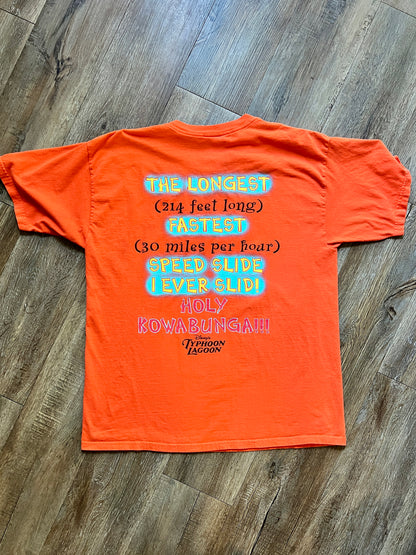 THE LONGEST
(214 feet long)
FASTEST
(30 miles per hour)
SPEED SLIDE
I EVER SLID!
HOLY
KOWABUNGA!!!
Disney's
TYPHOON
LAGOON